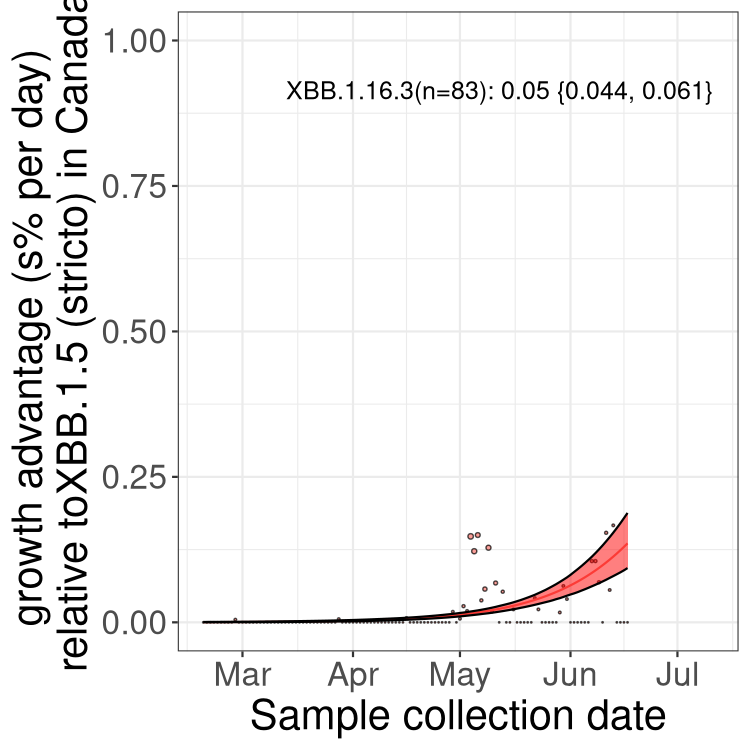 growth advantage (s% per day)
relative toXBB.1.5 (stricto) in Canada
1.00
XBB.1.16.3(n=83): 0.05 {0.044, 0.061}
0.75
0.50
0.25
0.00
Mar Apr May Jun Jul
Sample collection date